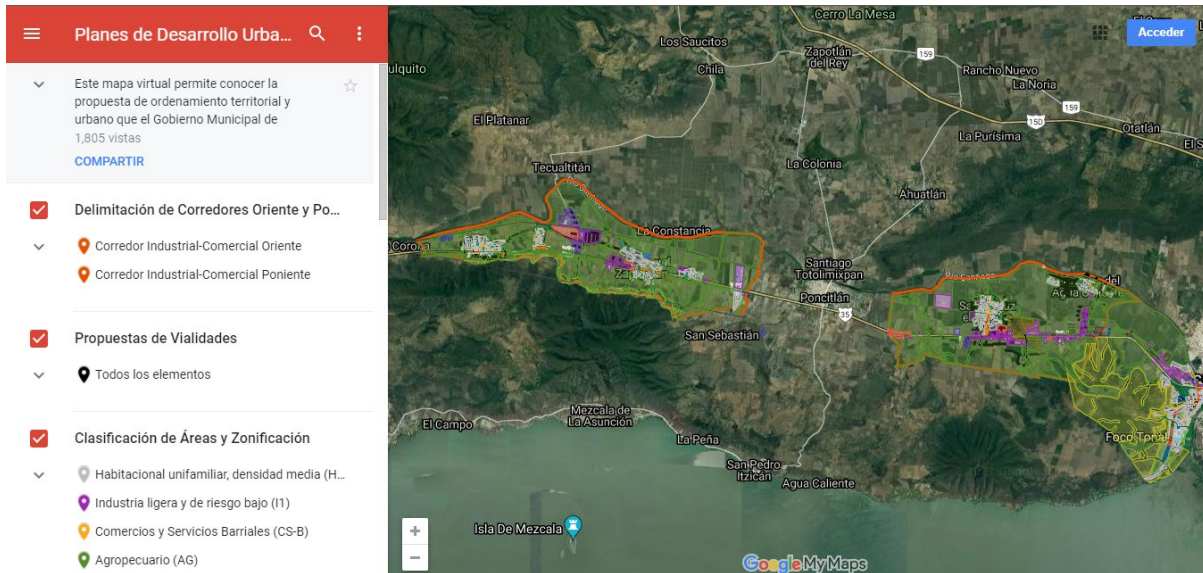 Planes de Desarrollo Urba...
Este mapa virtual permite conocer la
propuesta de ordenamiento territorial y
urbano que el Gobierno Municipal de
1,805 vistas
COMPARTIR
Delimitación de Corredores Oriente y Po...
Corredor Industrial-Comercial Oriente
Corredor Industrial-Comercial Poniente
Propuestas de Vialidades
Todos los elementos
Clasificación de Áreas y Zonificación
Habitacional unifamiliar, densidad media (H...
Industria ligera y de riesgo bajo (I1)
Comercios y Servicios Barriales (CS-B)
Agropecuario (AG)
Acceder
Cerro La Mesa
Los Saucitos
Zapotlán
del Rey
159
Chila
Rancho Nuevo
La Noria
159
ulquito
El Platanar
15D
Otatlán
La Purísima
El S
Tecualtitán
La Colonia
Ahuatlán
La Constancia
Corona
Santiago
Totolimixpan
Río Santiago
Poncitlán
35
San Sebastián
Mezcala de
La Asunción
El Campo
La Peña
Foco Tonal
San Pedro
Itzicán
Agua Caliente
Isla De Mezcala
+
−
Google My Maps